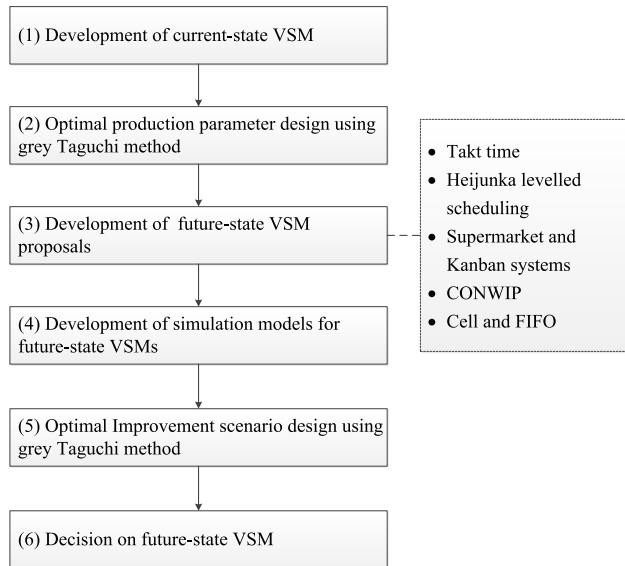 (1) Development of current-state VSM
(2) Optimal production parameter design using
grey Taguchi method
(3) Development of future-state VSM
proposals
(4) Development of simulation models for
future-state VSMs
(5) Optimal Improvement scenario design using
grey Taguchi method
(6) Decision on future-state VSM
• Takt time
• Heijunka levelled
scheduling
• Supermarket and
Kanban systems
• CONWIP
• Cell and FIFO